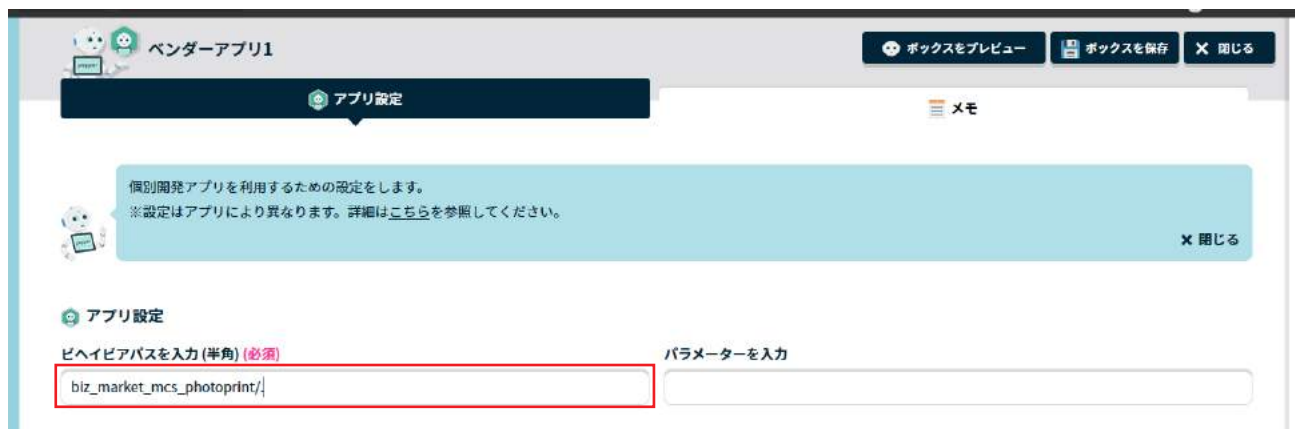 ベンダーアプリ1
ボックスをプレビュー
ボックスを保存
× 閉じる
アプリ設定
メモ
個別開発アプリを利用するための設定をします。
※設定はアプリにより異なります。詳細はこちらを参照してください。
× 閉じる
アプリ設定
ビヘイビアパスを入力 (半角) (必須)
パラメーターを入力
biz_market_mcs_photoprint/.